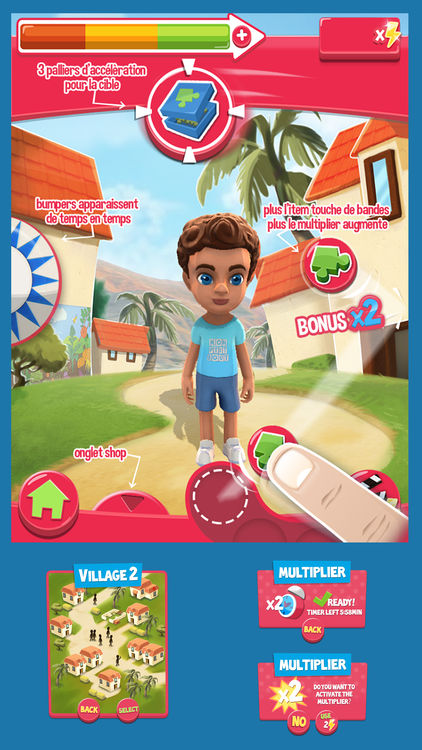 x2
3 palliers d'accélération
pour la cible
bumpers apparaissent
de temps en temps
plus l'item touche de bandes
plus le multiplier augmente
BONUS x2
onglet shop
VILLAGE 2
BACK
SELECT
MULTIPLIER
x2
READY!
TIMER LEFT 5:58MIN
BACK
MULTIPLIER
x2
DO YOU WANT TO
ACTIVATE THE
MULTIPLIER?
NO
USE
2